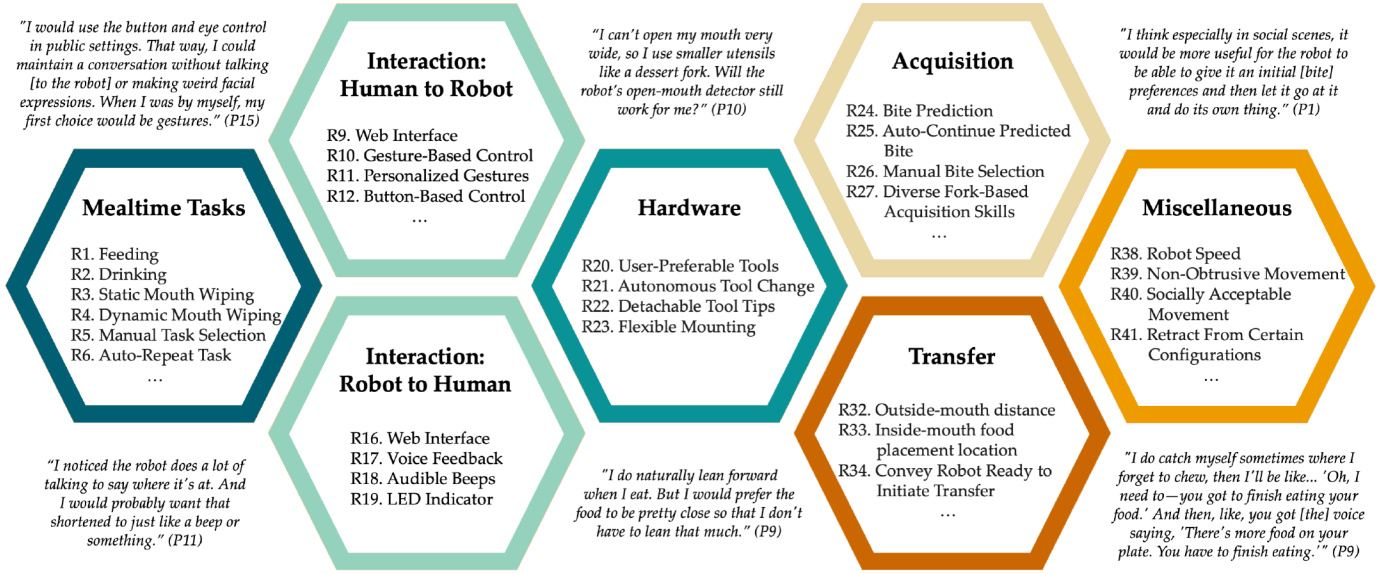 "I would use the button and eye control
in public settings. That way, I could
maintain a conversation without talking
[to the robot] or making weird facial
expressions. When I was by myself, my
first choice would be gestures.” (P15)
Mealtime Tasks
R1. Feeding
R2. Drinking
R3. Static Mouth Wiping
R4. Dynamic Mouth Wiping
R5. Manual Task Selection
R6. Auto-Repeat Task
…
“I noticed the robot does a lot of
talking to say where it's at. And
I would probably want that
shortened to just like a beep or
something.” (P11)
Interaction:
Human to Robot
R9. Web Interface
R10. Gesture-Based Control
R11. Personalized Gestures
R12. Button-Based Control
…
Interaction:
Robot to Human
R16. Web Interface
R17. Voice Feedback
R18. Audible Beeps
R19. LED Indicator
“I can’t open my mouth very
wide, so I use smaller utensils
like a dessert fork. Will the
robot’s open-mouth detector still
work for me?” (P10)
Hardware
R20. User-Preferable Tools
R21. Autonomous Tool Change
R22. Detachable Tool Tips
R23. Flexible Mounting
"I do naturally lean forward
when I eat. But I would prefer the
food to be pretty close so that I don't
have to lean that much.” (P9)
Acquisition
R24. Bite Prediction
R25. Auto-Continue Predicted
Bite
R26. Manual Bite Selection
R27. Diverse Fork-Based
Acquisition Skills
…
Transfer
R32. Outside-mouth distance
R33. Inside-mouth food
placement location
R34. Convey Robot Ready to
Initiate Transfer
…
"I think especially in social scenes, it
would be more useful for the robot to
be able to give it an initial [bite]
preferences and then let it go at it
and do its own thing.” (P1)
Miscellaneous
R38. Robot Speed
R39. Non-Obtrusive Movement
R40. Socially Acceptable
Movement
R41. Retract From Certain
Configurations
…
"I do catch myself sometimes where I
forget to chew, then I'll be like... 'Oh, I
need to—you got to finish eating your
food.' And then, like, you got [the] voice
saying, 'There's more food on your
plate. You have to finish eating.'” (P9)